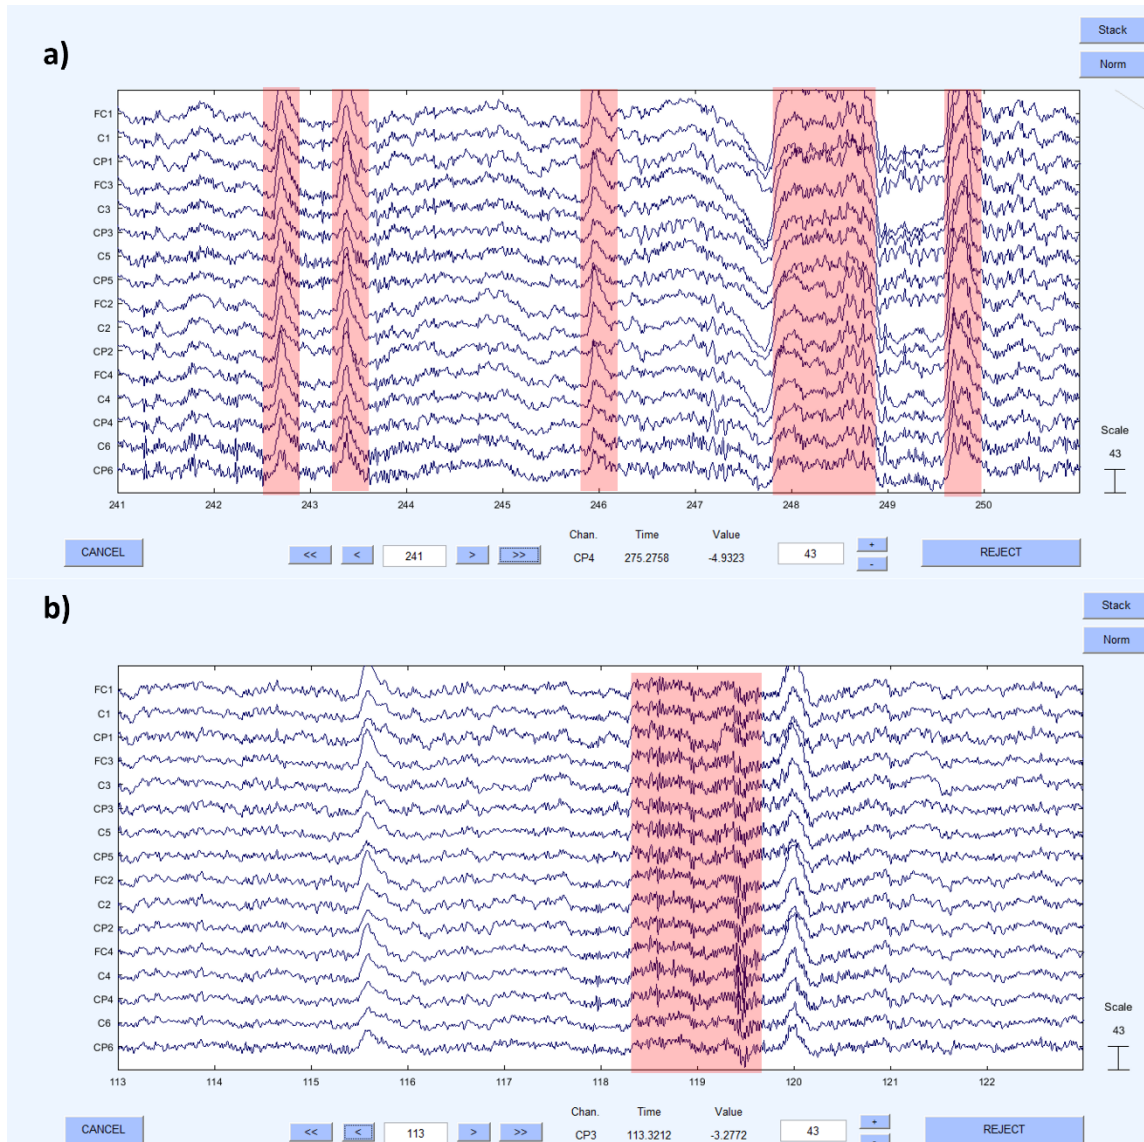 a)
Stack
Norm
FC1
C1
CP1
FC3
C3
CP3
C5
CP5
FC2
C2
CP2
FC4
C4
CP4
C6
CP6
241 242 243 244 245 246 247 248 249 250
Scale
43
Chan. Time Value
CANCEL << < 241 > >> CP4 275.2758 -4.9323 43 + - REJECT
b)
Stack
Norm
FC1
C1
CP1
FC3
C3
CP3
C5
CP5
FC2
C2
CP2
FC4
C4
CP4
C6
CP6
113 114 115 116 117 118 119 120 121 122
Scale
43
Chan. Time Value
CANCEL << < 113 > >> CP3 113.3212 -3.2772 43 + - REJECT